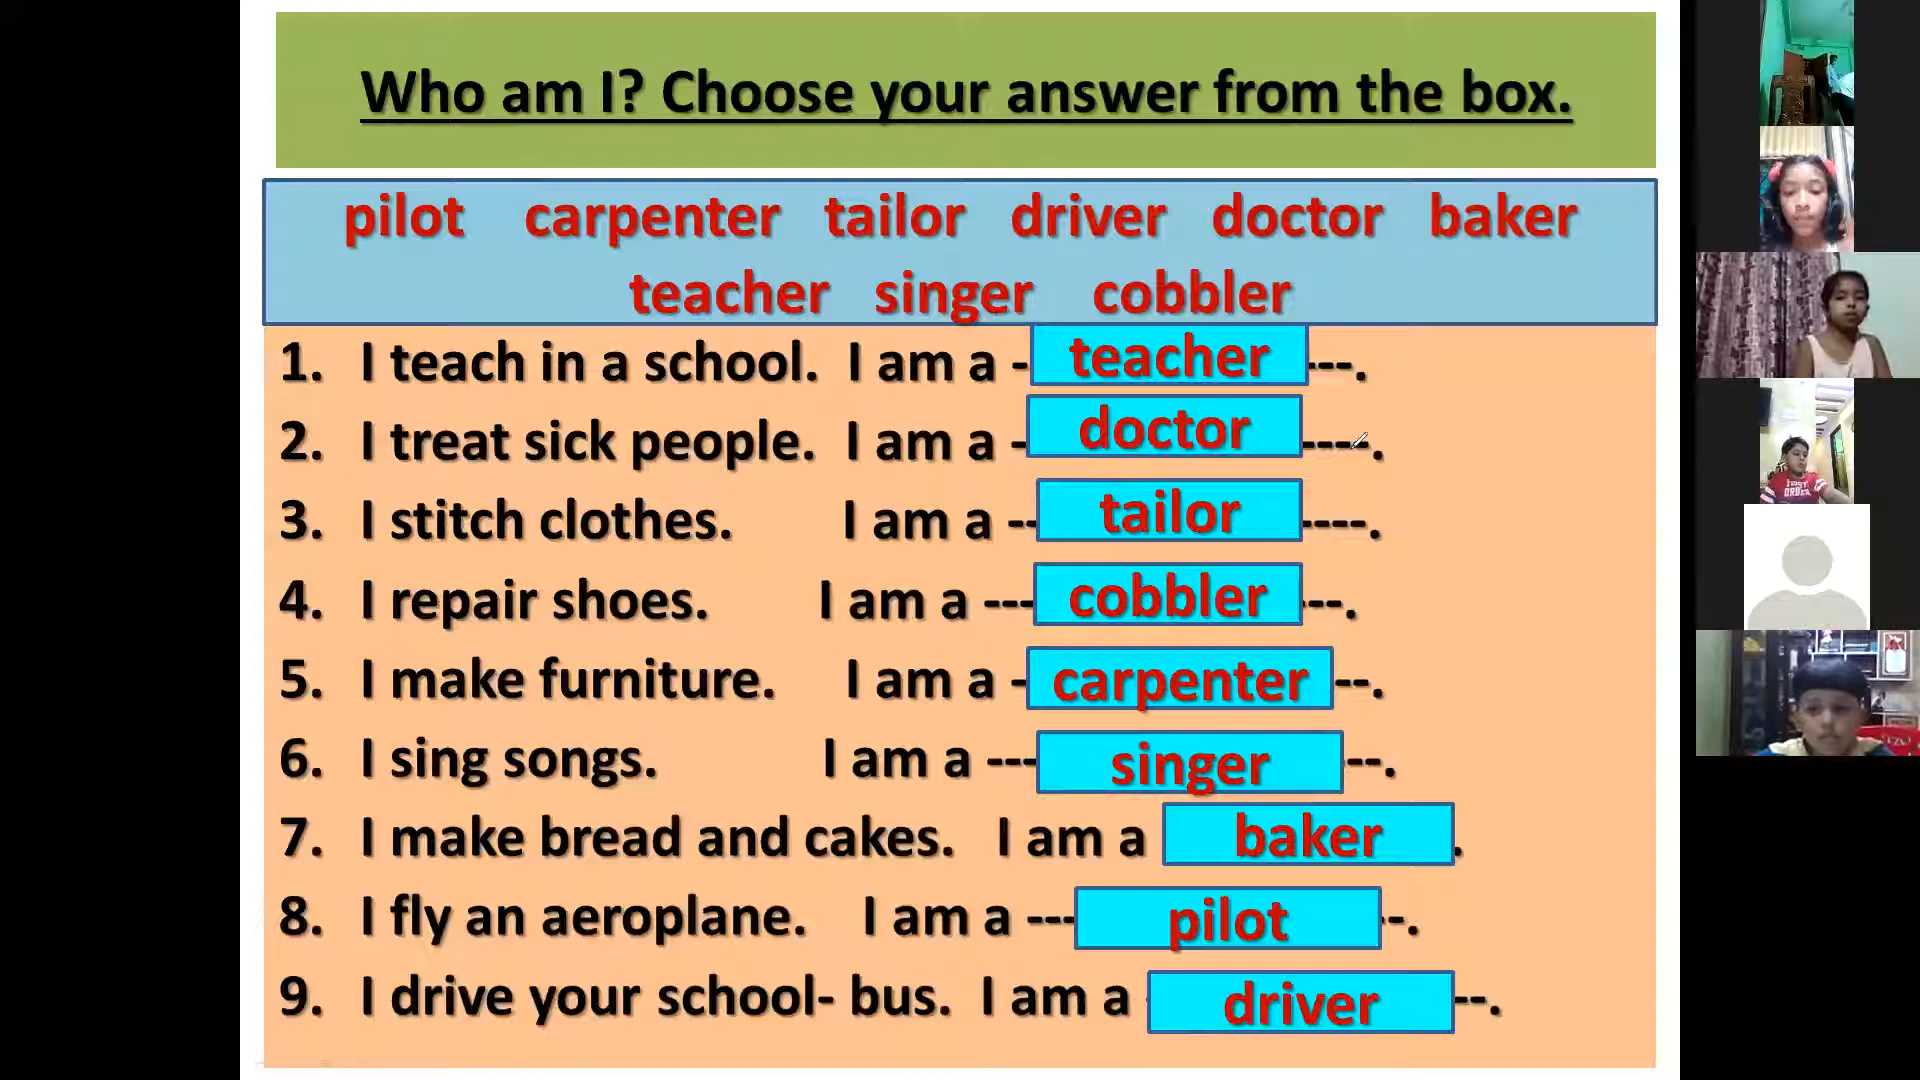 Who am I? Choose your answer from the box.
pilot carpenter tailor driver doctor baker
teacher singer cobbler
1. I teach in a school. I am a - teacher ---.
2. I treat sick people. I am a - doctor ----.
3. I stitch clothes. I am a -- tailor ----.
4. I repair shoes. I am a --- cobbler ---.
5. I make furniture. I am a - carpenter --.
6. I sing songs. I am a --- singer --.
7. I make bread and cakes. I am a baker .
8. I fly an aeroplane. I am a --- pilot --.
9. I drive your school- bus. I am a driver --.